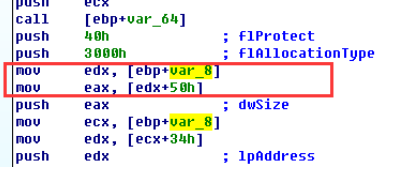 push ecx
call [ebp+var_64]
push 40h ; flProtect
push 3000h ; flAllocationType
mov edx, [ebp+var_8]
mov eax, [edx+50h]
push eax ; dwSize
mov ecx, [ebp+var_8]
mov edx, [ecx+34h]
push edx ; lpAddress